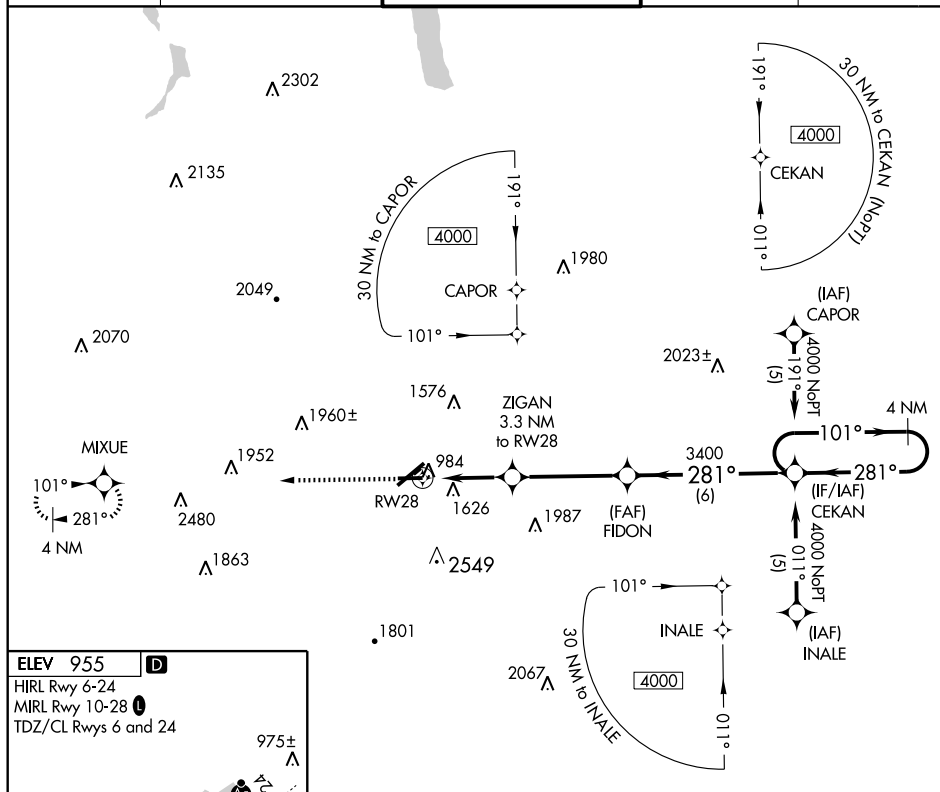 2302
2135
2049
2070
30 NM to CAPOR
191°
4000
CAPOR
101°
1980
191°
30 NM to CEKAN (NoPT)
4000
CEKAN
011°
(IAF)
CAPOR
4000 NoPT
191°
(5)
2023±
1576
1960±
1952
MIXUE
101°
281°
4 NM
2480
1863
984
RW28
1626
ZIGAN
3.3 NM
to RW28
1987
2549
(FAF)
FIDON
3400
281°
(6)
101°
4 NM
281°
(IF/IAF)
CEKAN
4000 NoPT
011°
(5)
(IAF)
INALE
1801
2067
101°
INALE
30 NM to INALE
4000
011°
ELEV 955 D
HIRL Rwy 6-24
MIRL Rwy 10-28 L
TDZ/CL Rwys 6 and 24
975±
24